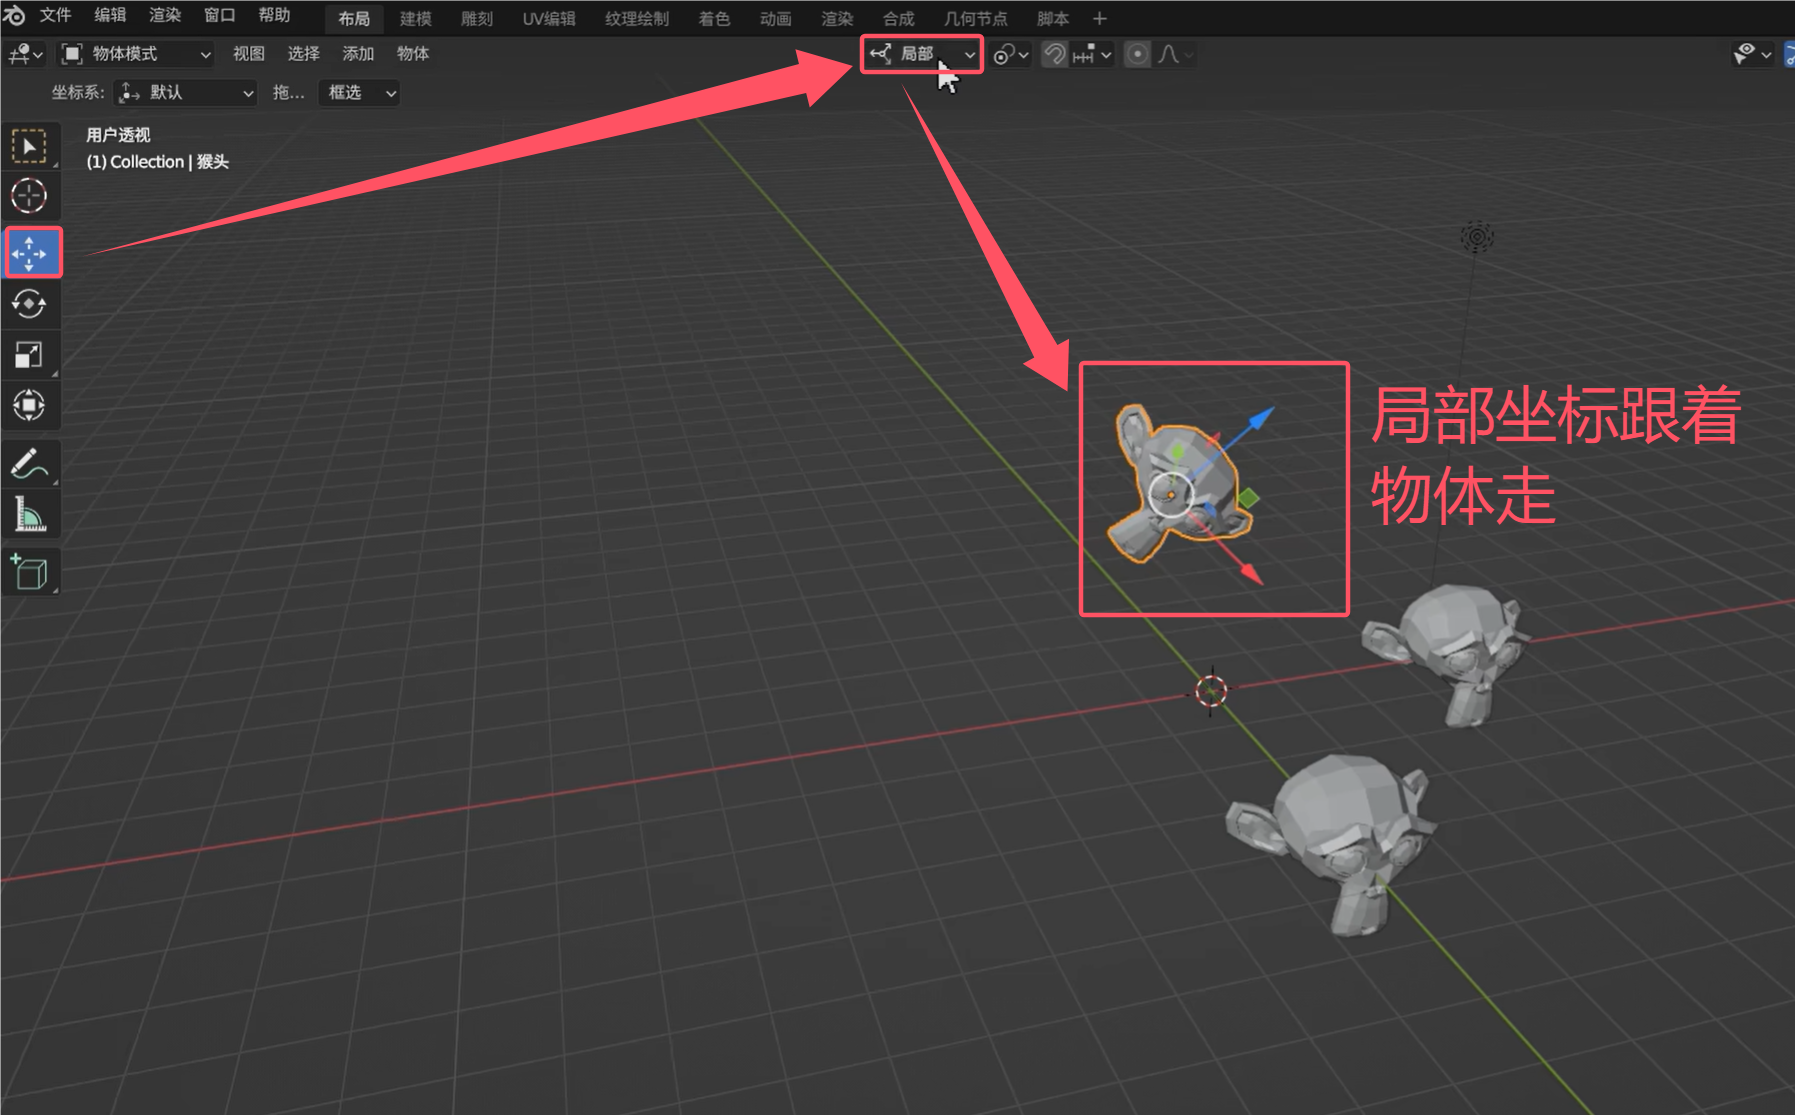 文件 编辑 渲染 窗口 帮助 布局 建模 雕刻 UV编辑 纹理绘制 着色 动画 渲染 合成 几何节点 脚本 +
物体模式 视图 选择 添加 物体 局部
坐标系: 默认 拖... 框选
用户透视
(1) Collection | 猴头
局部坐标跟着
物体走